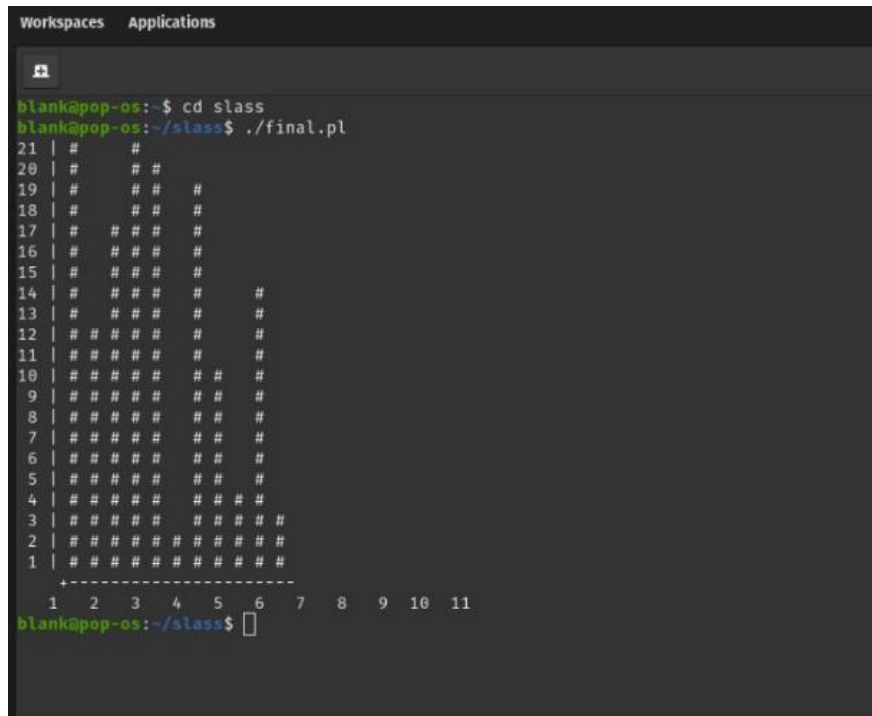 Workspaces Applications
blank@pop-os:~$ cd slass
blank@pop-os:~/slass$ ./final.pl
21 | #     #
20 | #     # #
19 | #     # #   #
18 | #     # #   #
17 | #   # # #   #
16 | #   # # #   #
15 | #   # # #   #
14 | #   # # #   #     #
13 | #   # # #   #     #
12 | # # # # #   #     #
11 | # # # # #   #     #
10 | # # # # #   # #   #
 9 | # # # # #   # #   #
 8 | # # # # #   # #   #
 7 | # # # # #   # #   #
 6 | # # # # #   # #   #
 5 | # # # # #   # #   #
 4 | # # # # #   # # # #
 3 | # # # # #   # # # # #
 2 | # # # # # # # # # # #
 1 | # # # # # # # # # # #
    +----------------------
   1   2   3   4   5   6   7   8   9  10  11
blank@pop-os:~/slass$